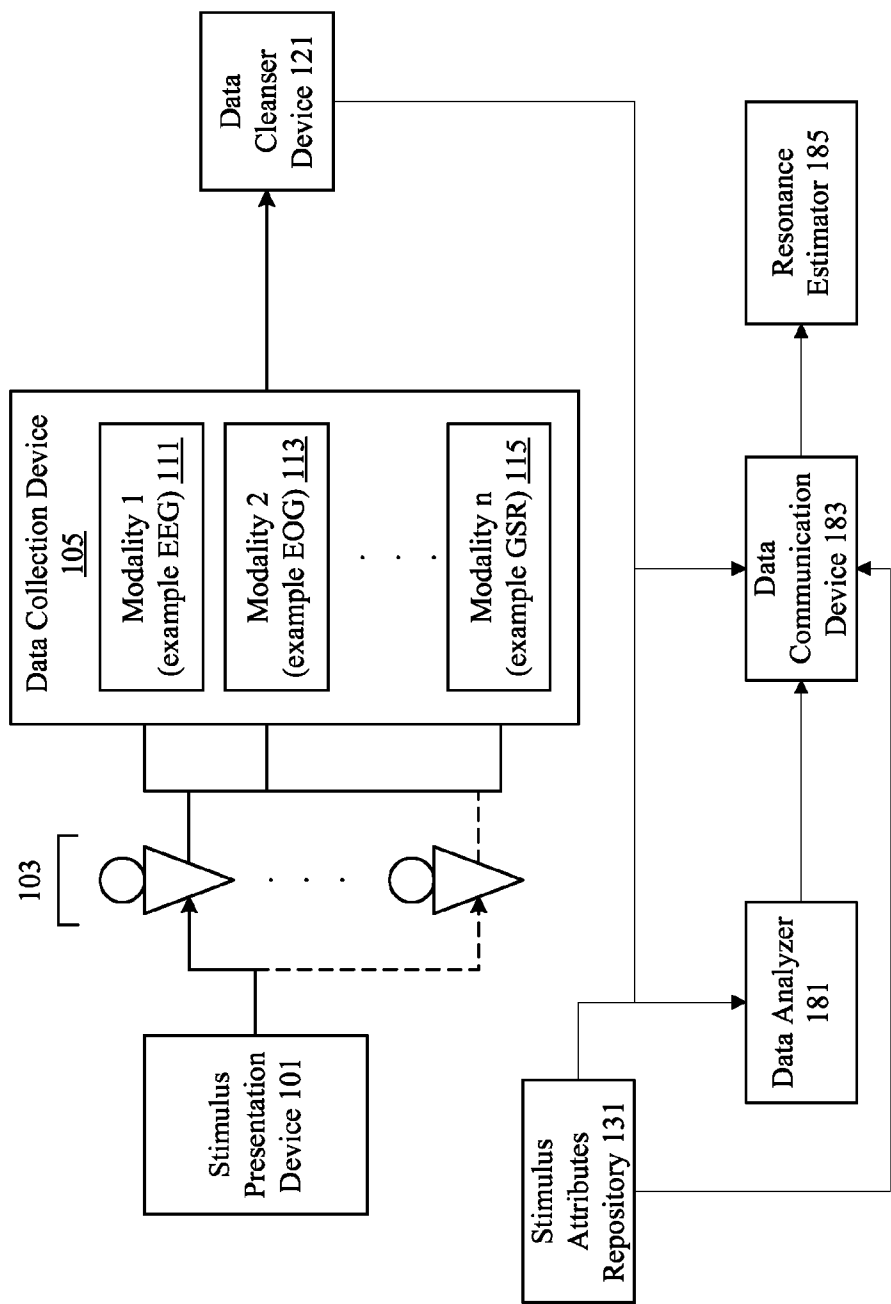 Stimulus
Presentation
Device 101
103
Data Collection Device
105
Modality 1
(example EEG) 111
Modality 2
(example EOG) 113
. . .
Modality n
(example GSR) 115
. . .
Data
Cleanser
Device 121
Stimulus
Attributes
Repository 131
Data Analyzer
181
Data
Communication
Device 183
Resonance
Estimator 185